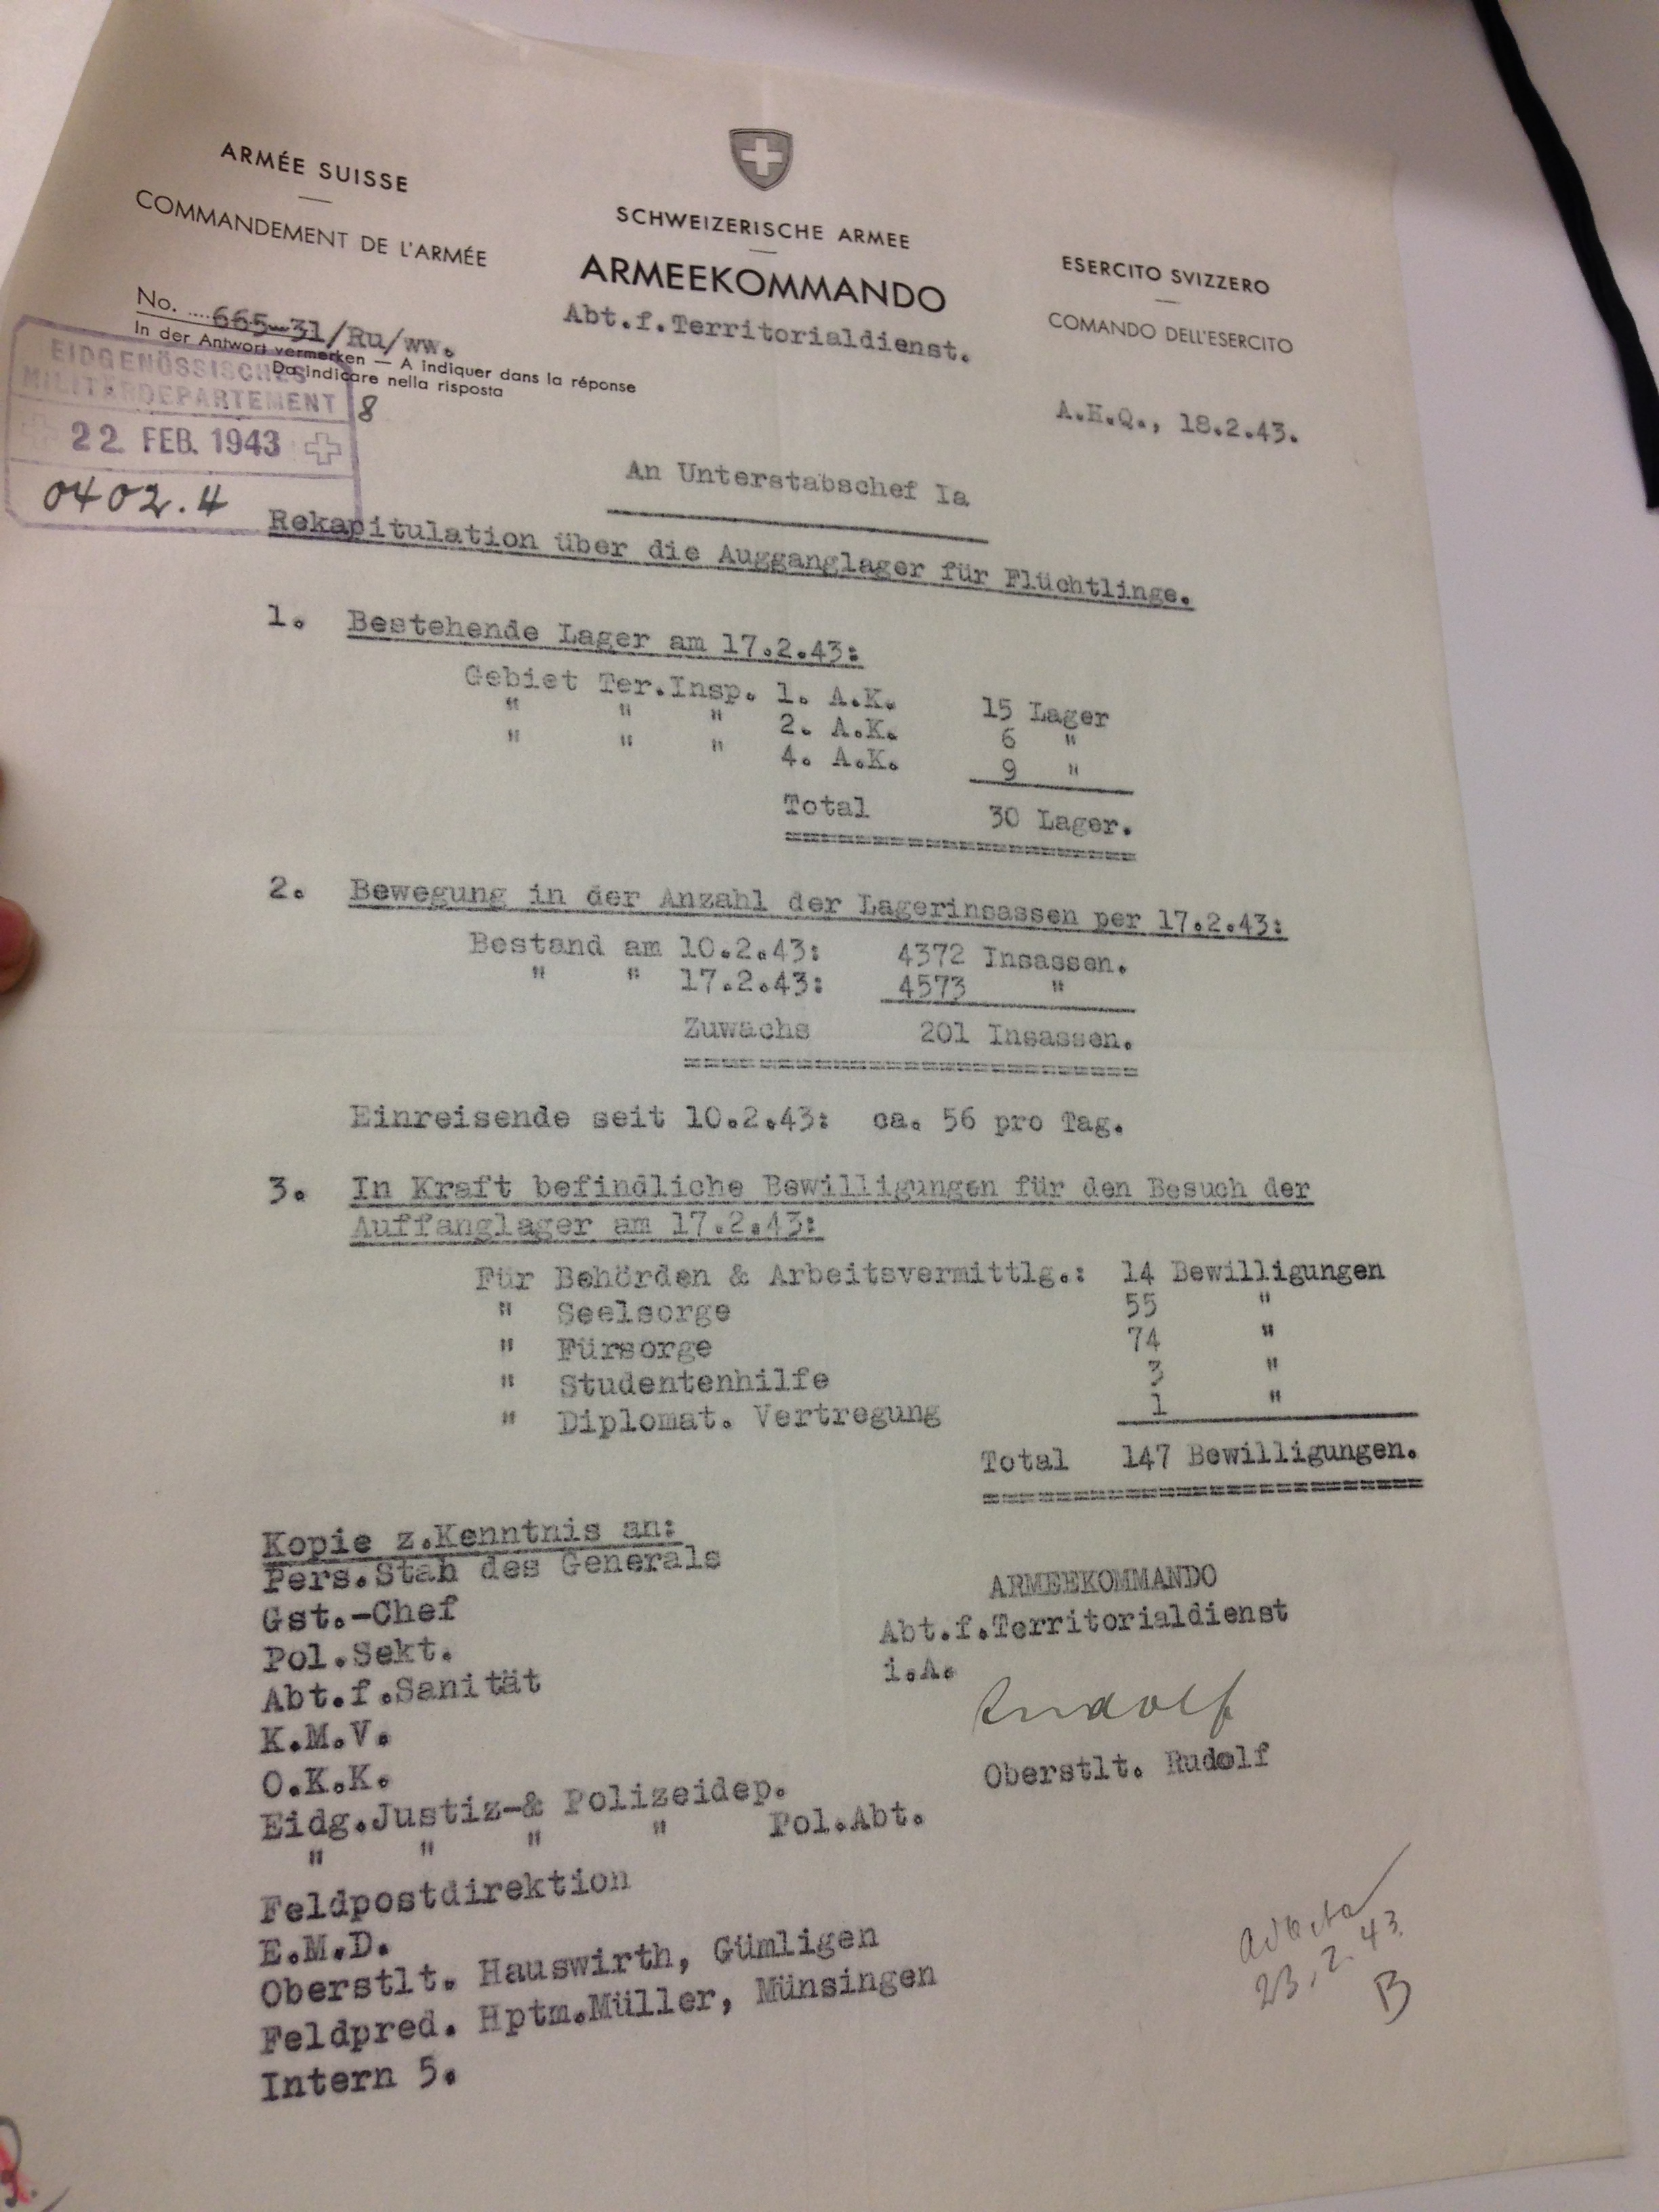 ARMÉE SUISSE
COMMANDEMENT DE L'ARMÉE
SCHWEIZERISCHE ARMEE
ARMEEKOMMANDO
Abt.f.Territorialdienst.
ESERCITO SVIZZERO
COMANDO DELL'ESERCITO
No. ....665-31/Ru/ww.
In der Antwort vermerken — A indiquer dans la réponse
Da indicare nella risposta
EIDGENÖSSISCHES
MILITÄRDEPARTEMENT 8
22. FEB. 1943
0402.4
A.H.Q., 18.2.43.
An Unterstabschef Ia
Rekapitulation über die Augganglager für Flüchtlinge.
1. Bestehende Lager am 17.2.43:
Gebiet Ter.Insp. 1. A.K. 15 Lager
" " " 2. A.K. 6 "
" " " 4. A.K. 9 "
Total 30 Lager.
2. Bewegung in der Anzahl der Lagerinsassen per 17.2.43:
Bestand am 10.2.43: 4372 Insassen.
" " 17.2.43: 4573 "
Zuwachs 201 Insassen.
Einreisende seit 10.2.43: ca. 56 pro Tag.
3. In Kraft befindliche Bewilligungen für den Besuch der
Auffanglager am 17.2.43:
Für Behörden & Arbeitsvermittlg.: 14 Bewilligungen
" Seelsorge 55 "
" Fürsorge 74 "
" Studentenhilfe 3 "
" Diplomat. Vertregung 1 "
Total 147 Bewilligungen.
Kopie z.Kenntnis an:
Pers.Stab des Generals
Gst.-Chef
Pol.Sekt.
Abt.f.Sanität
K.M.V.
O.K.K.
Eidg.Justiz-& Polizeidep.
" " " " Pol.Abt.
Feldpostdirektion
E.M.D.
Oberstlt. Hauswirth, Gümligen
Feldpred. Hptm.Müller, Münsingen
Intern 5.
ARMEEKOMMANDO
Abt.f.Territorialdienst
i.A.
Rudolf
Oberstlt. Rudolf
ad acta
23.2.43.
B